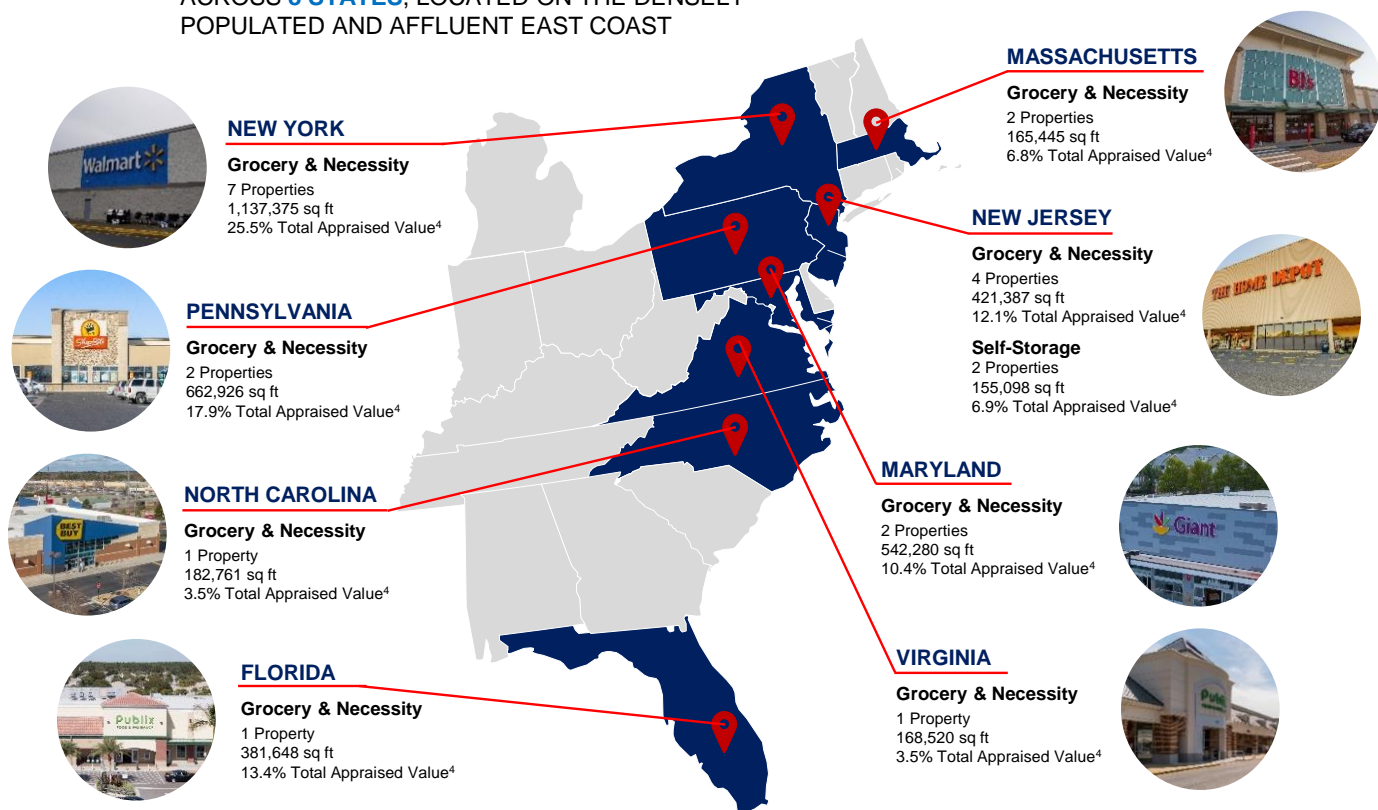 POPULATED AND AFFLUENT EAST COAST
NEW YORK
Grocery & Necessity
7 Properties
1,137,375 sq ft
25.5% Total Appraised Value⁴
Walmart
PENNSYLVANIA
Grocery & Necessity
2 Properties
662,926 sq ft
17.9% Total Appraised Value⁴
ShopRite
NORTH CAROLINA
Grocery & Necessity
1 Property
182,761 sq ft
3.5% Total Appraised Value⁴
BEST
BUY
FLORIDA
Grocery & Necessity
1 Property
381,648 sq ft
13.4% Total Appraised Value⁴
Publix
FOOD & PHARMACY
MASSACHUSETTS
Grocery & Necessity
2 Properties
165,445 sq ft
6.8% Total Appraised Value⁴
BJ's
NEW JERSEY
Grocery & Necessity
4 Properties
421,387 sq ft
12.1% Total Appraised Value⁴
Self-Storage
2 Properties
155,098 sq ft
6.9% Total Appraised Value⁴
THE HOME DEPOT
MARYLAND
Grocery & Necessity
2 Properties
542,280 sq ft
10.4% Total Appraised Value⁴
Giant
VIRGINIA
Grocery & Necessity
1 Property
168,520 sq ft
3.5% Total Appraised Value⁴